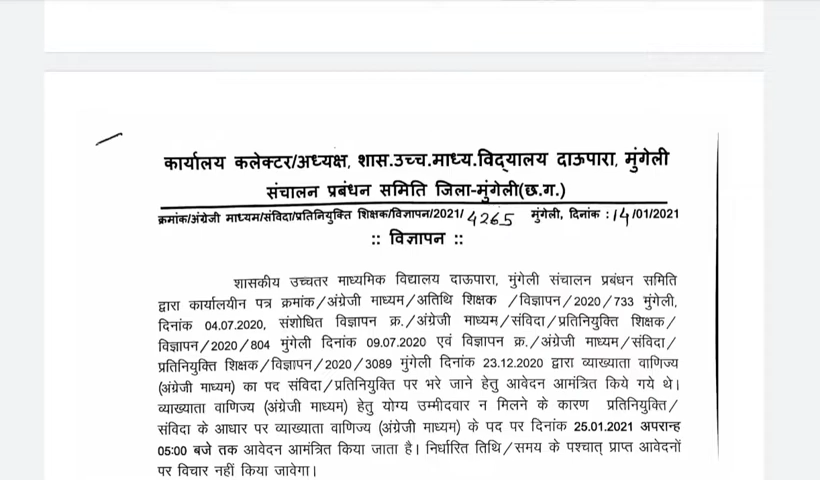 कार्यालय कलेक्टर/अध्यक्ष, शास.उच्च.माध्य.विद्यालय दाऊपारा, मुंगेली
संचालन प्रबंधन समिति जिला-मुंगेली(छ.ग.)
क्रमांक/अंग्रेजी माध्यम/संविदा/प्रतिनियुक्ति शिक्षक/विज्ञापन/2021/ 4265 मुंगेली, दिनांक : 14/01/2021
:: विज्ञापन ::
शासकीय उच्चतर माध्यमिक विद्यालय दाऊपारा, मुंगेली संचालन प्रबंधन समिति
द्वारा कार्यालयीन पत्र क्रमांक/अंग्रेजी माध्यम/अतिथि शिक्षक /विज्ञापन/2020/733 मुंगेली,
दिनांक 04.07.2020, संशोधित विज्ञापन क्र./अंग्रेजी माध्यम/संविदा/प्रतिनियुक्ति शिक्षक/
विज्ञापन/2020/804 मुंगेली दिनांक 09.07.2020 एवं विज्ञापन क्र./अंग्रेजी माध्यम/संविदा/
प्रतिनियुक्ति शिक्षक/विज्ञापन/2020/3089 मुंगेली दिनांक 23.12.2020 द्वारा व्याख्याता वाणिज्य
(अंग्रेजी माध्यम) का पद संविदा/प्रतिनियुक्ति पर भरे जाने हेतु आवेदन आमंत्रित किये गये थे।
व्याख्याता वाणिज्य (अंग्रेजी माध्यम) हेतु योग्य उम्मीदवार न मिलने के कारण प्रतिनियुक्ति/
संविदा के आधार पर व्याख्याता वाणिज्य (अंग्रेजी माध्यम) के पद पर दिनांक 25.01.2021 अपरान्ह
05:00 बजे तक आवेदन आमंत्रित किया जाता है। निर्धारित तिथि/समय के पश्चात् प्राप्त आवेदनों
पर विचार नहीं किया जावेगा।